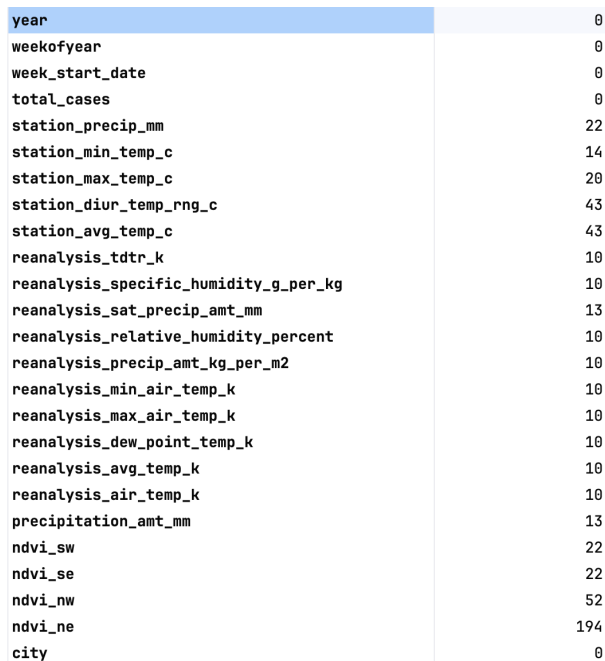 year 0
weekofyear 0
week_start_date 0
total_cases 0
station_precip_mm 22
station_min_temp_c 14
station_max_temp_c 20
station_diur_temp_rng_c 43
station_avg_temp_c 43
reanalysis_tdtr_k 10
reanalysis_specific_humidity_g_per_kg 10
reanalysis_sat_precip_amt_mm 13
reanalysis_relative_humidity_percent 10
reanalysis_precip_amt_kg_per_m2 10
reanalysis_min_air_temp_k 10
reanalysis_max_air_temp_k 10
reanalysis_dew_point_temp_k 10
reanalysis_avg_temp_k 10
reanalysis_air_temp_k 10
precipitation_amt_mm 13
ndvi_sw 22
ndvi_se 22
ndvi_nw 52
ndvi_ne 194
city 0